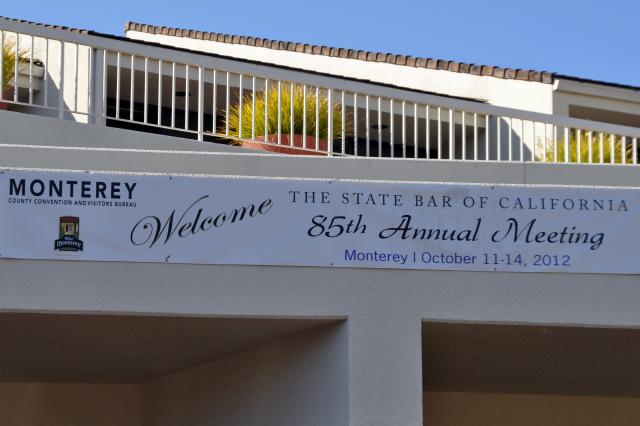 MONTEREY
COUNTY CONVENTION AND VISITORS BUREAU
Monterey
Welcome
THE STATE BAR OF CALIFORNIA
85th Annual Meeting
Monterey | October 11-14, 2012